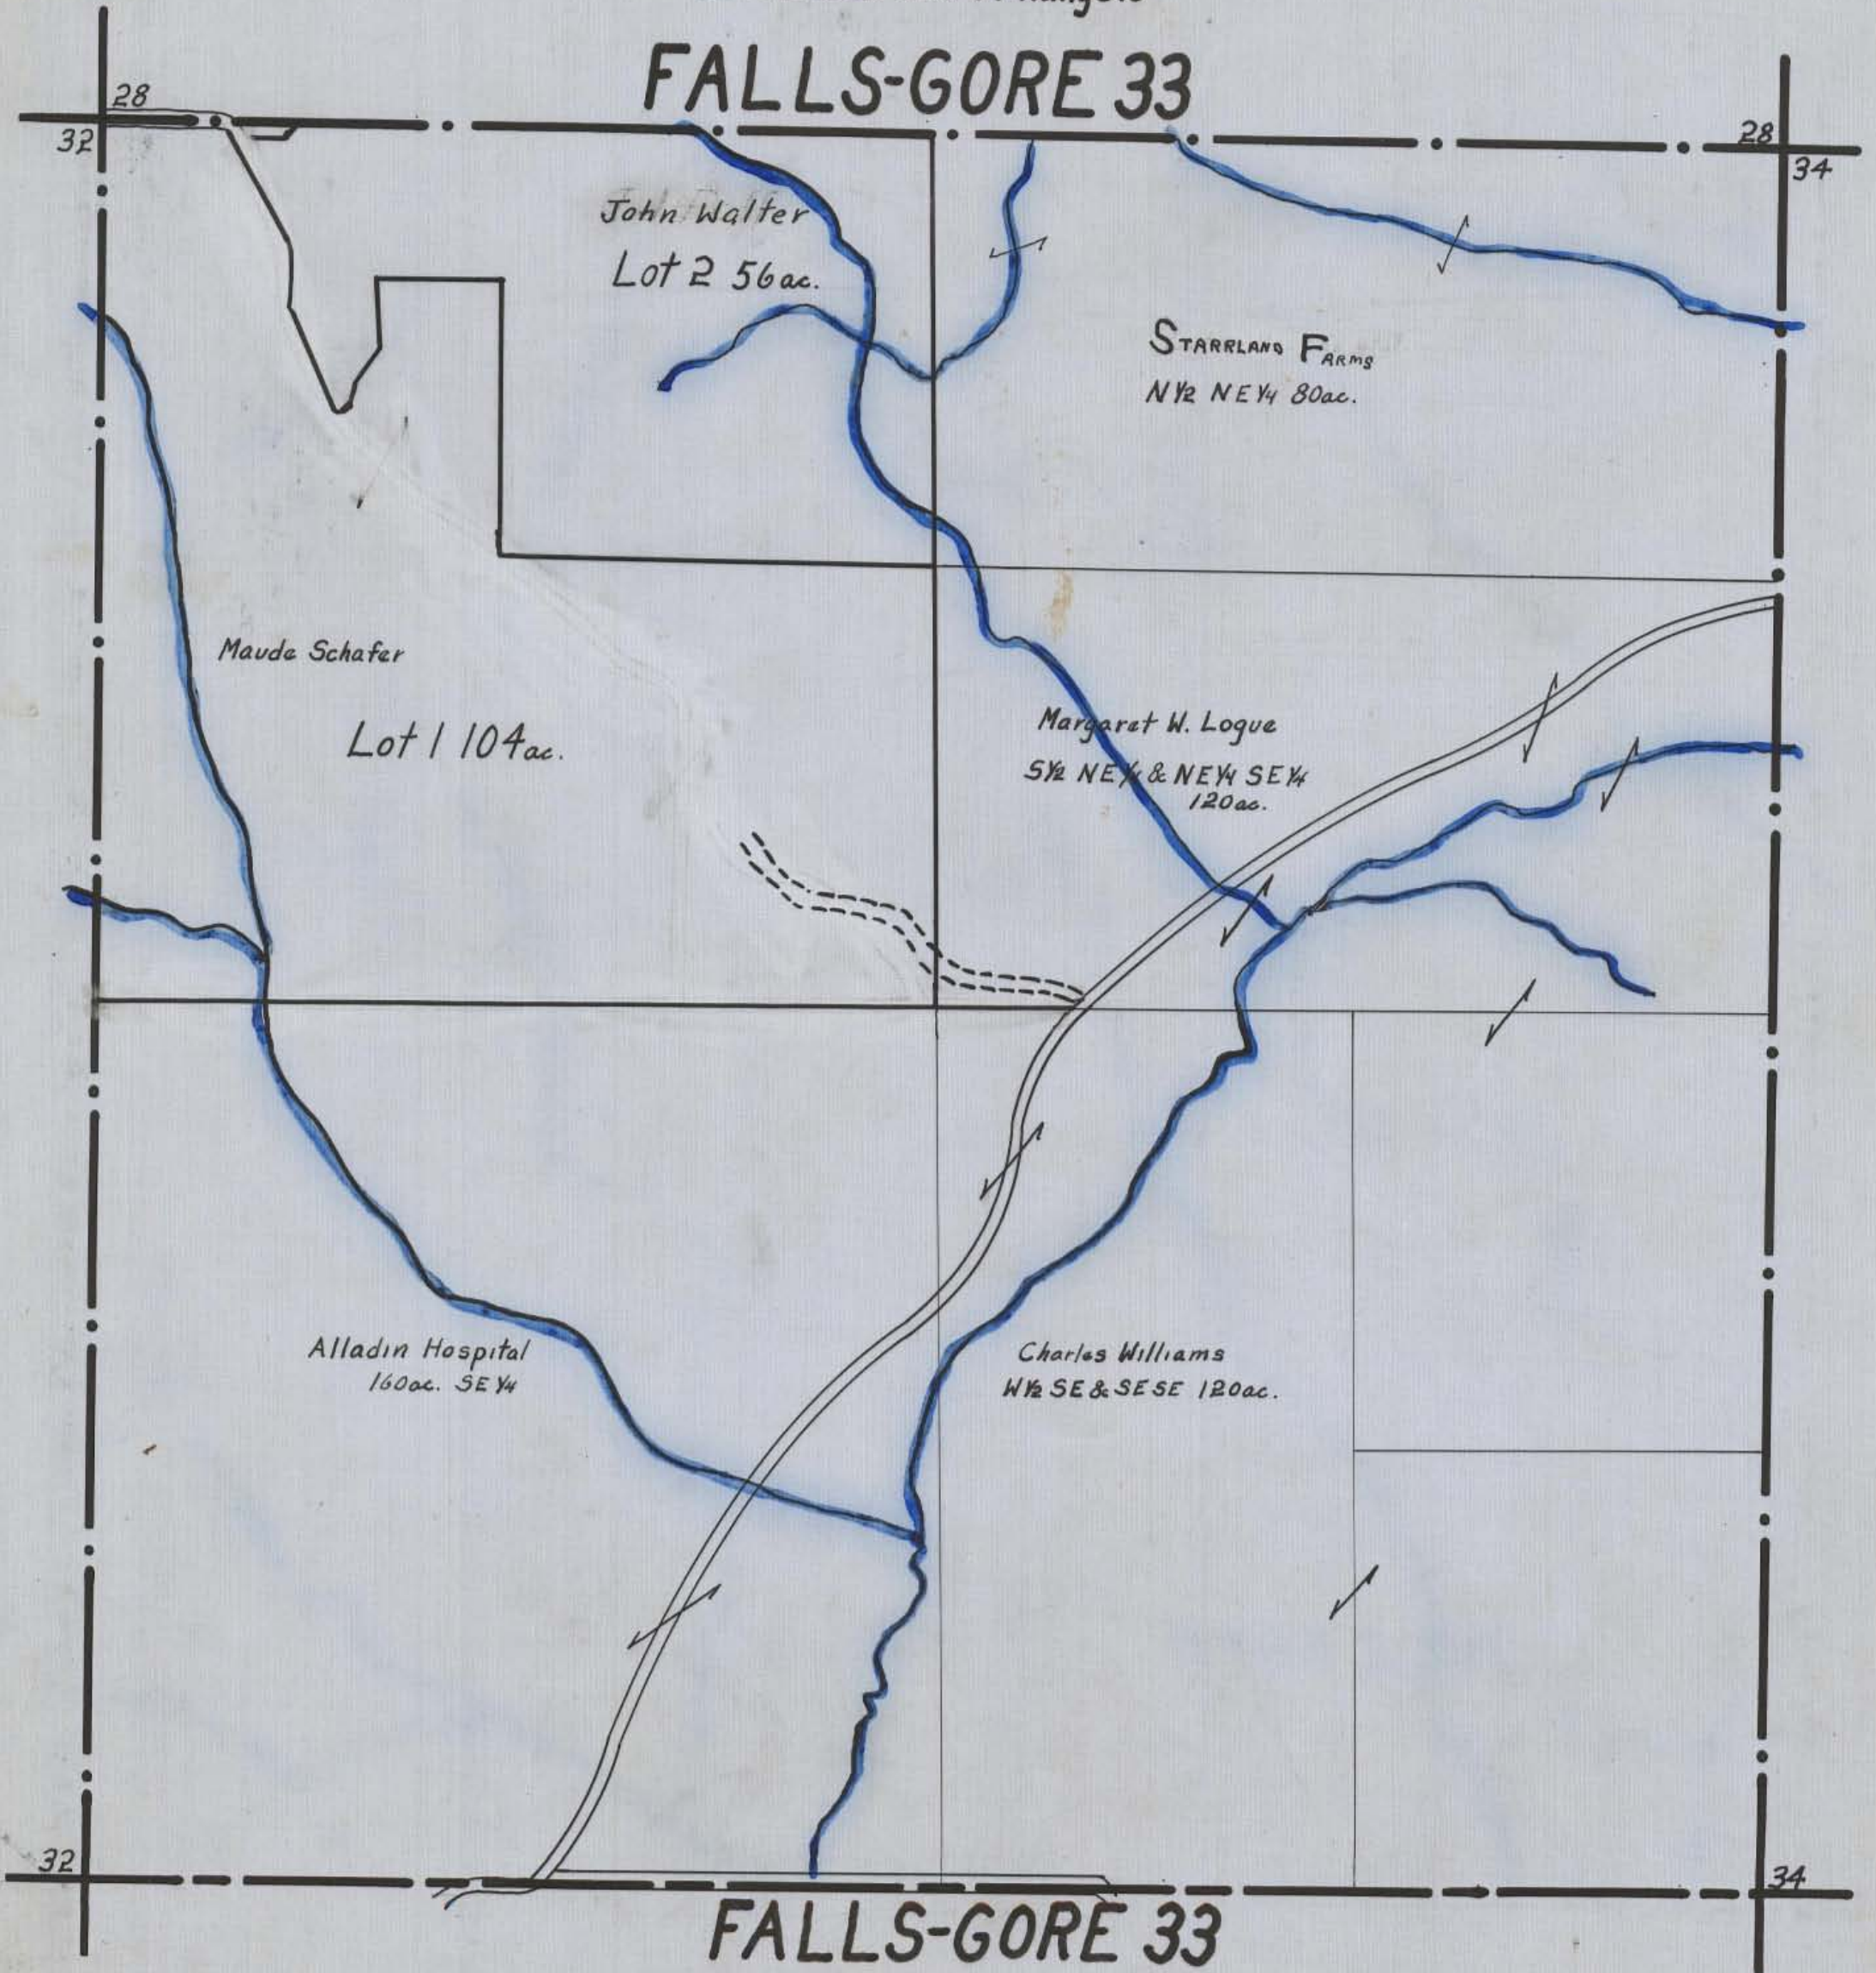 FALLS-GORE 33
28
32
28
34
John Walter
Lot 2 56ac.
STARRLAND FARMS
N½ NE¼ 80ac.
Maude Schafer
Lot 1 104ac.
Margaret W. Logue
S½ NE¼ & NE¼ SE¼
120ac.
Alladin Hospital
160ac. SE¼
Charles Williams
W½ SE & SESE 120ac.
32
34
FALLS-GORE 33